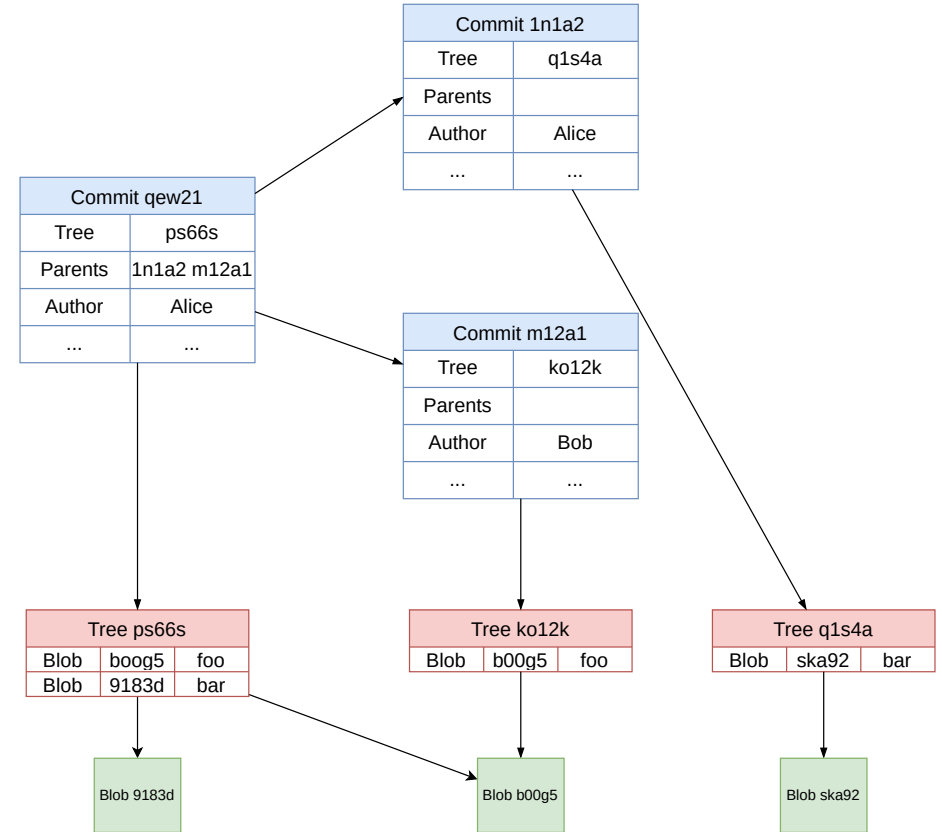 Commit 1n1a2
Tree q1s4a
Parents
Author Alice
... ...
Commit qew21
Tree ps66s
Parents 1n1a2 m12a1
Author Alice
... ...
Commit m12a1
Tree ko12k
Parents
Author Bob
... ...
Tree ps66s
Blob boog5 foo
Blob 9183d bar
Tree ko12k
Blob b00g5 foo
Tree q1s4a
Blob ska92 bar
Blob 9183d
Blob b00g5
Blob ska92